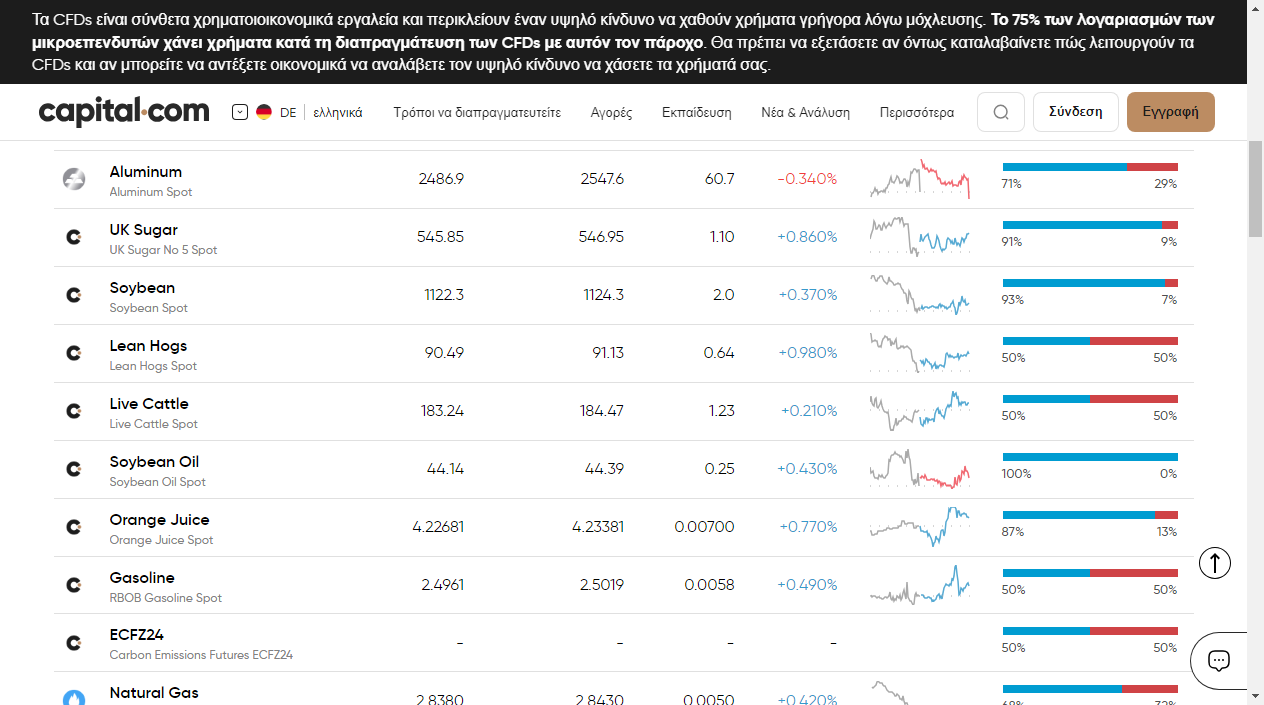 Τα CFDs είναι σύνθετα χρηματοιοικονομικά εργαλεία και περικλείουν έναν υψηλό κίνδυνο να χαθούν χρήματα γρήγορα λόγω μόχλευσης. Το 75% των λογαριασμών των
μικροεπενδυτών χάνει χρήματα κατά τη διαπραγμάτευση των CFDs με αυτόν τον πάροχο. Θα πρέπει να εξετάσετε αν όντως καταλαβαίνετε πώς λειτουργούν τα
CFDs και αν μπορείτε να αντέξετε οικονομικά να αναλάβετε τον υψηλό κίνδυνο να χάσετε τα χρήματά σας.
capital.com DE ελληνικά Τρόποι να διαπραγματευτείτε Αγορές Εκπαίδευση Νέα & Ανάλυση Περισσότερα Σύνδεση Εγγραφή
Aluminum 2486.9 2547.6 60.7 -0.340%
Aluminum Spot 71% 29%
UK Sugar 545.85 546.95 1.10 +0.860%
UK Sugar No 5 Spot 91% 9%
Soybean 1122.3 1124.3 2.0 +0.370%
Soybean Spot 93% 7%
Lean Hogs 90.49 91.13 0.64 +0.980%
Lean Hogs Spot 50% 50%
Live Cattle 183.24 184.47 1.23 +0.210%
Live Cattle Spot 50% 50%
Soybean Oil 44.14 44.39 0.25 +0.430%
Soybean Oil Spot 100% 0%
Orange Juice 4.22681 4.23381 0.00700 +0.770%
Orange Juice Spot 87% 13%
Gasoline 2.4961 2.5019 0.0058 +0.490%
RBOB Gasoline Spot 50% 50%
ECFZ24 - - - -
Carbon Emissions Futures ECFZ24 50% 50%
Natural Gas 2.8380 2.8430 0.0050 +0.420%